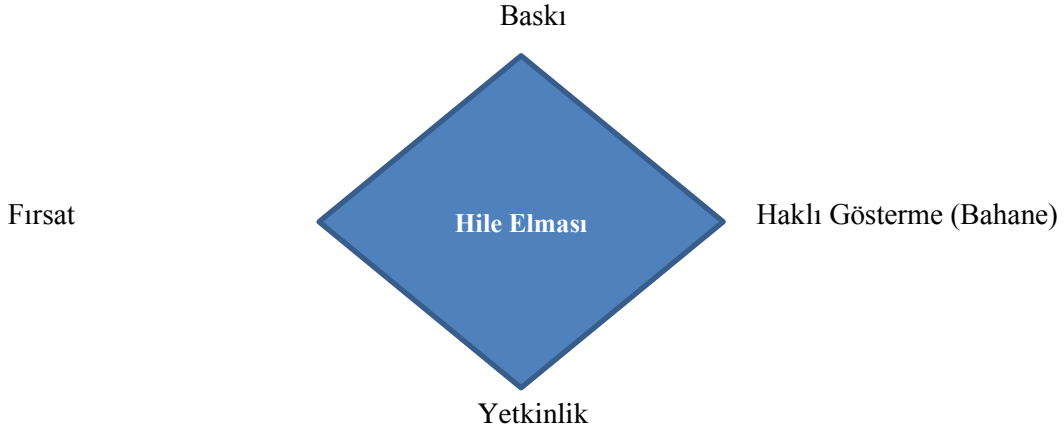 Baskı
Fırsat
Hile Elması
Haklı Gösterme (Bahane)
Yetkinlik